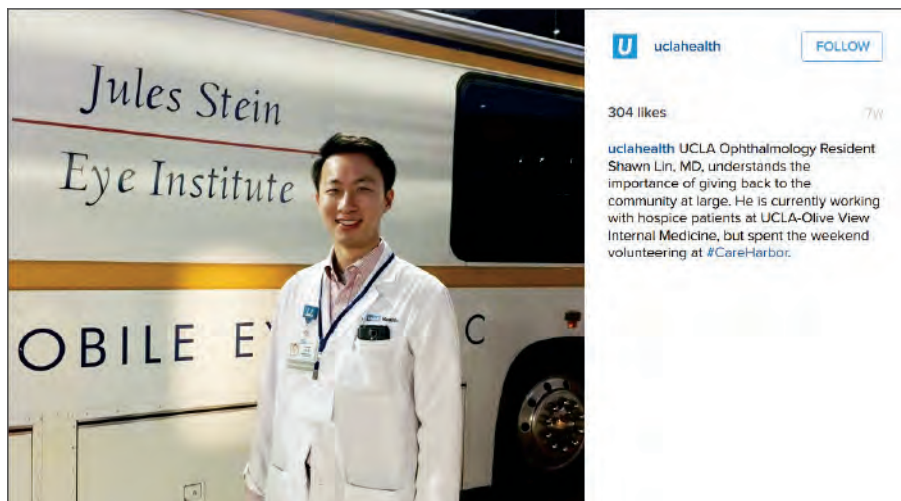 Jules Stein
Eye Institute
OBILE E
C
U
uclahealth
FOLLOW
304 likes
7w
uclahealth UCLA Ophthalmology Resident
Shawn Lin, MD, understands the
importance of giving back to the
community at large. He is currently working
with hospice patients at UCLA-Olive View
Internal Medicine, but spent the weekend
volunteering at #CareHarbor.